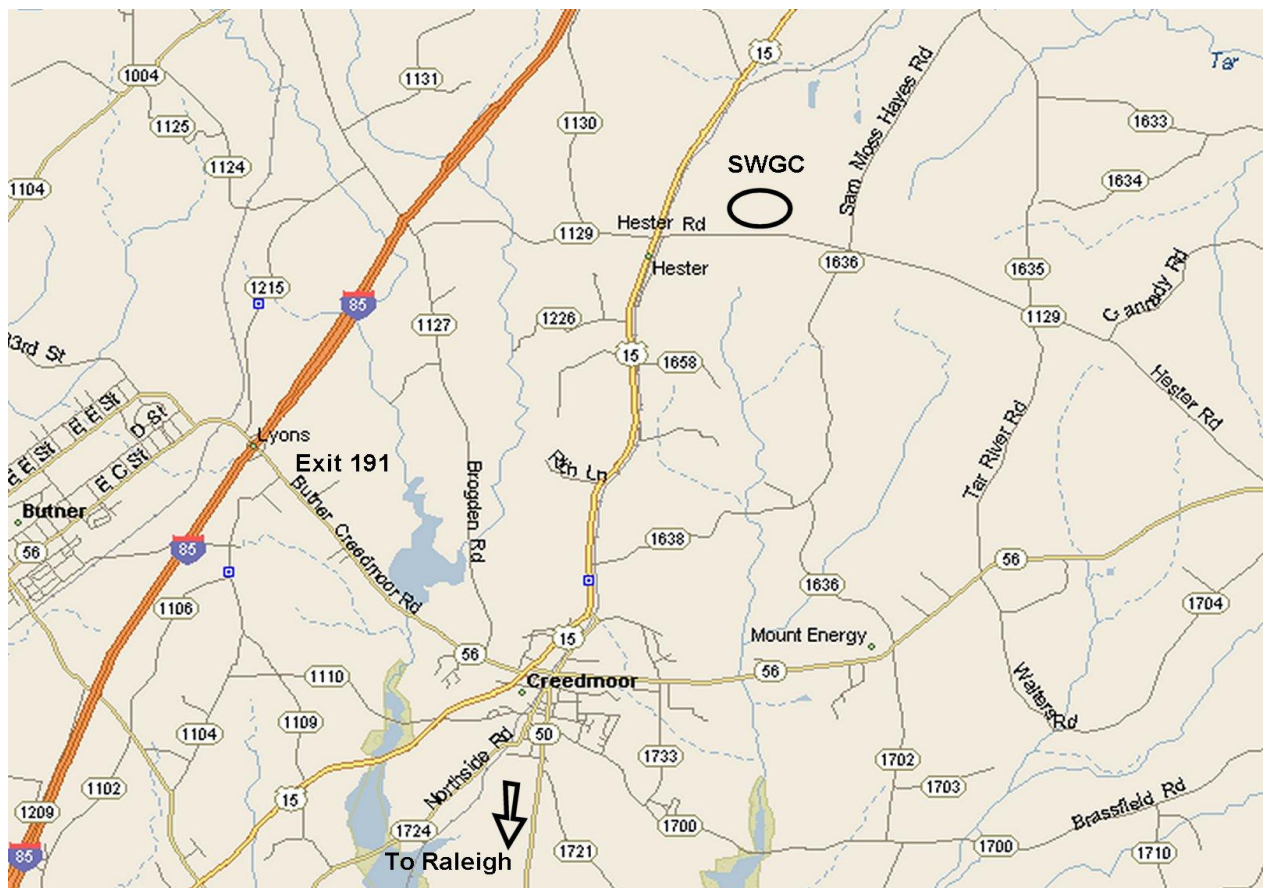 15
1004
1131
Tar
1125
1130
Sam Moss Hayes Rd
1633
1124
SWGC
1634
1104
Hester Rd
1129
Hester
1636
1635
1215
85
1127
1226
1129
15
1658
Hester Rd
E E St
D St
Lyons
Exit 191
E E St
E C St
Butner
Butner Creedmoor Rd
Brogden Rd
Tar River Rd
56
85
1638
56
1106
1636
1704
15
Mount Energy
56
56
1110
Creedmoor
Walters Rd
1109
1104
50
Northside Rd
1733
1702
1703
1102
15
Brassfield Rd
1209
1724
1700
1700
1710
85
To Raleigh
1721